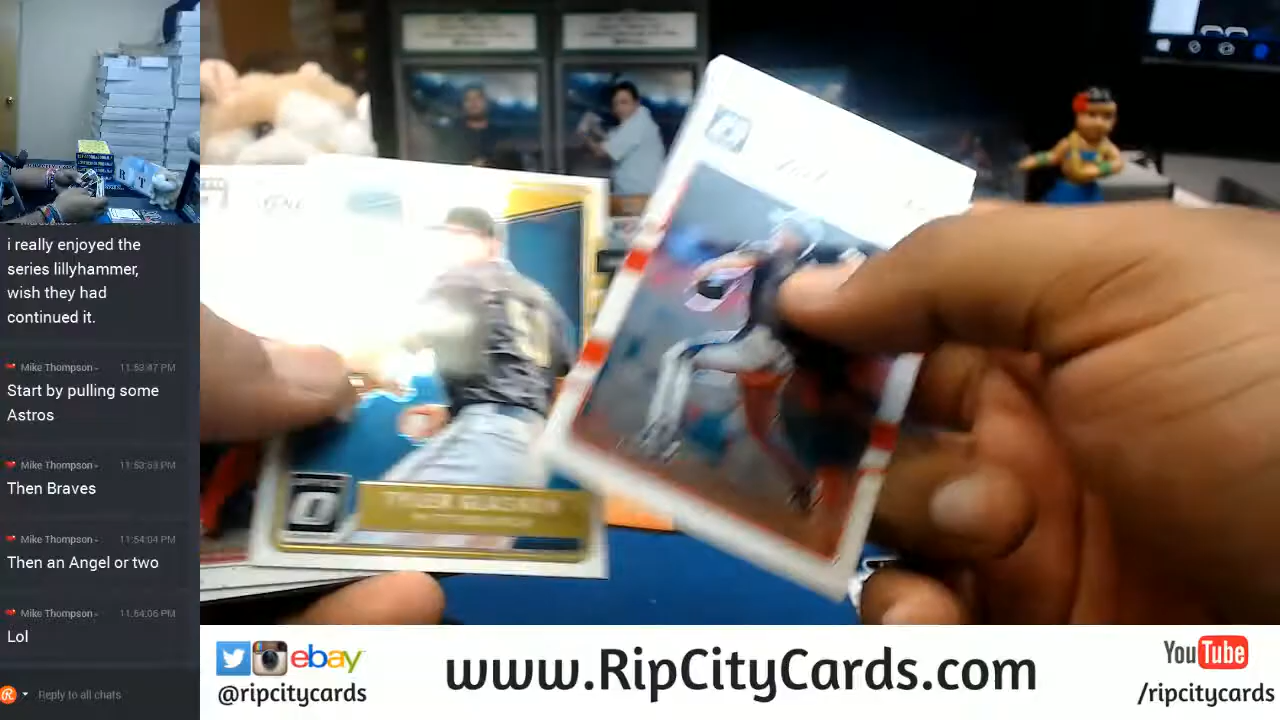 i really enjoyed the
series lillyhammer,
wish they had
continued it.
Mike Thompson 11:53:47 PM
Start by pulling some
Astros
Mike Thompson 11:53:53 PM
Then Braves
Mike Thompson 11:54:04 PM
Then an Angel or two
Mike Thompson 11:54:06 PM
Lol
Reply to all chats
TYLER GLASNOW
ebay
@ripcitycards
www.RipCityCards.com
YouTube
/ripcitycards